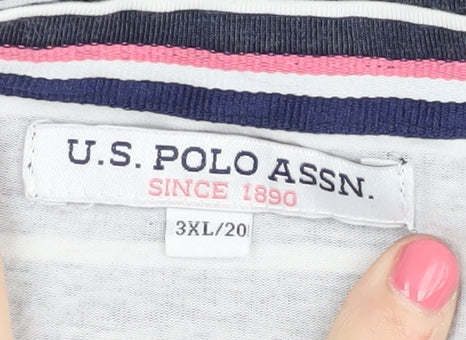 U.S. POLO ASSN.
SINCE 1890
3XL/20